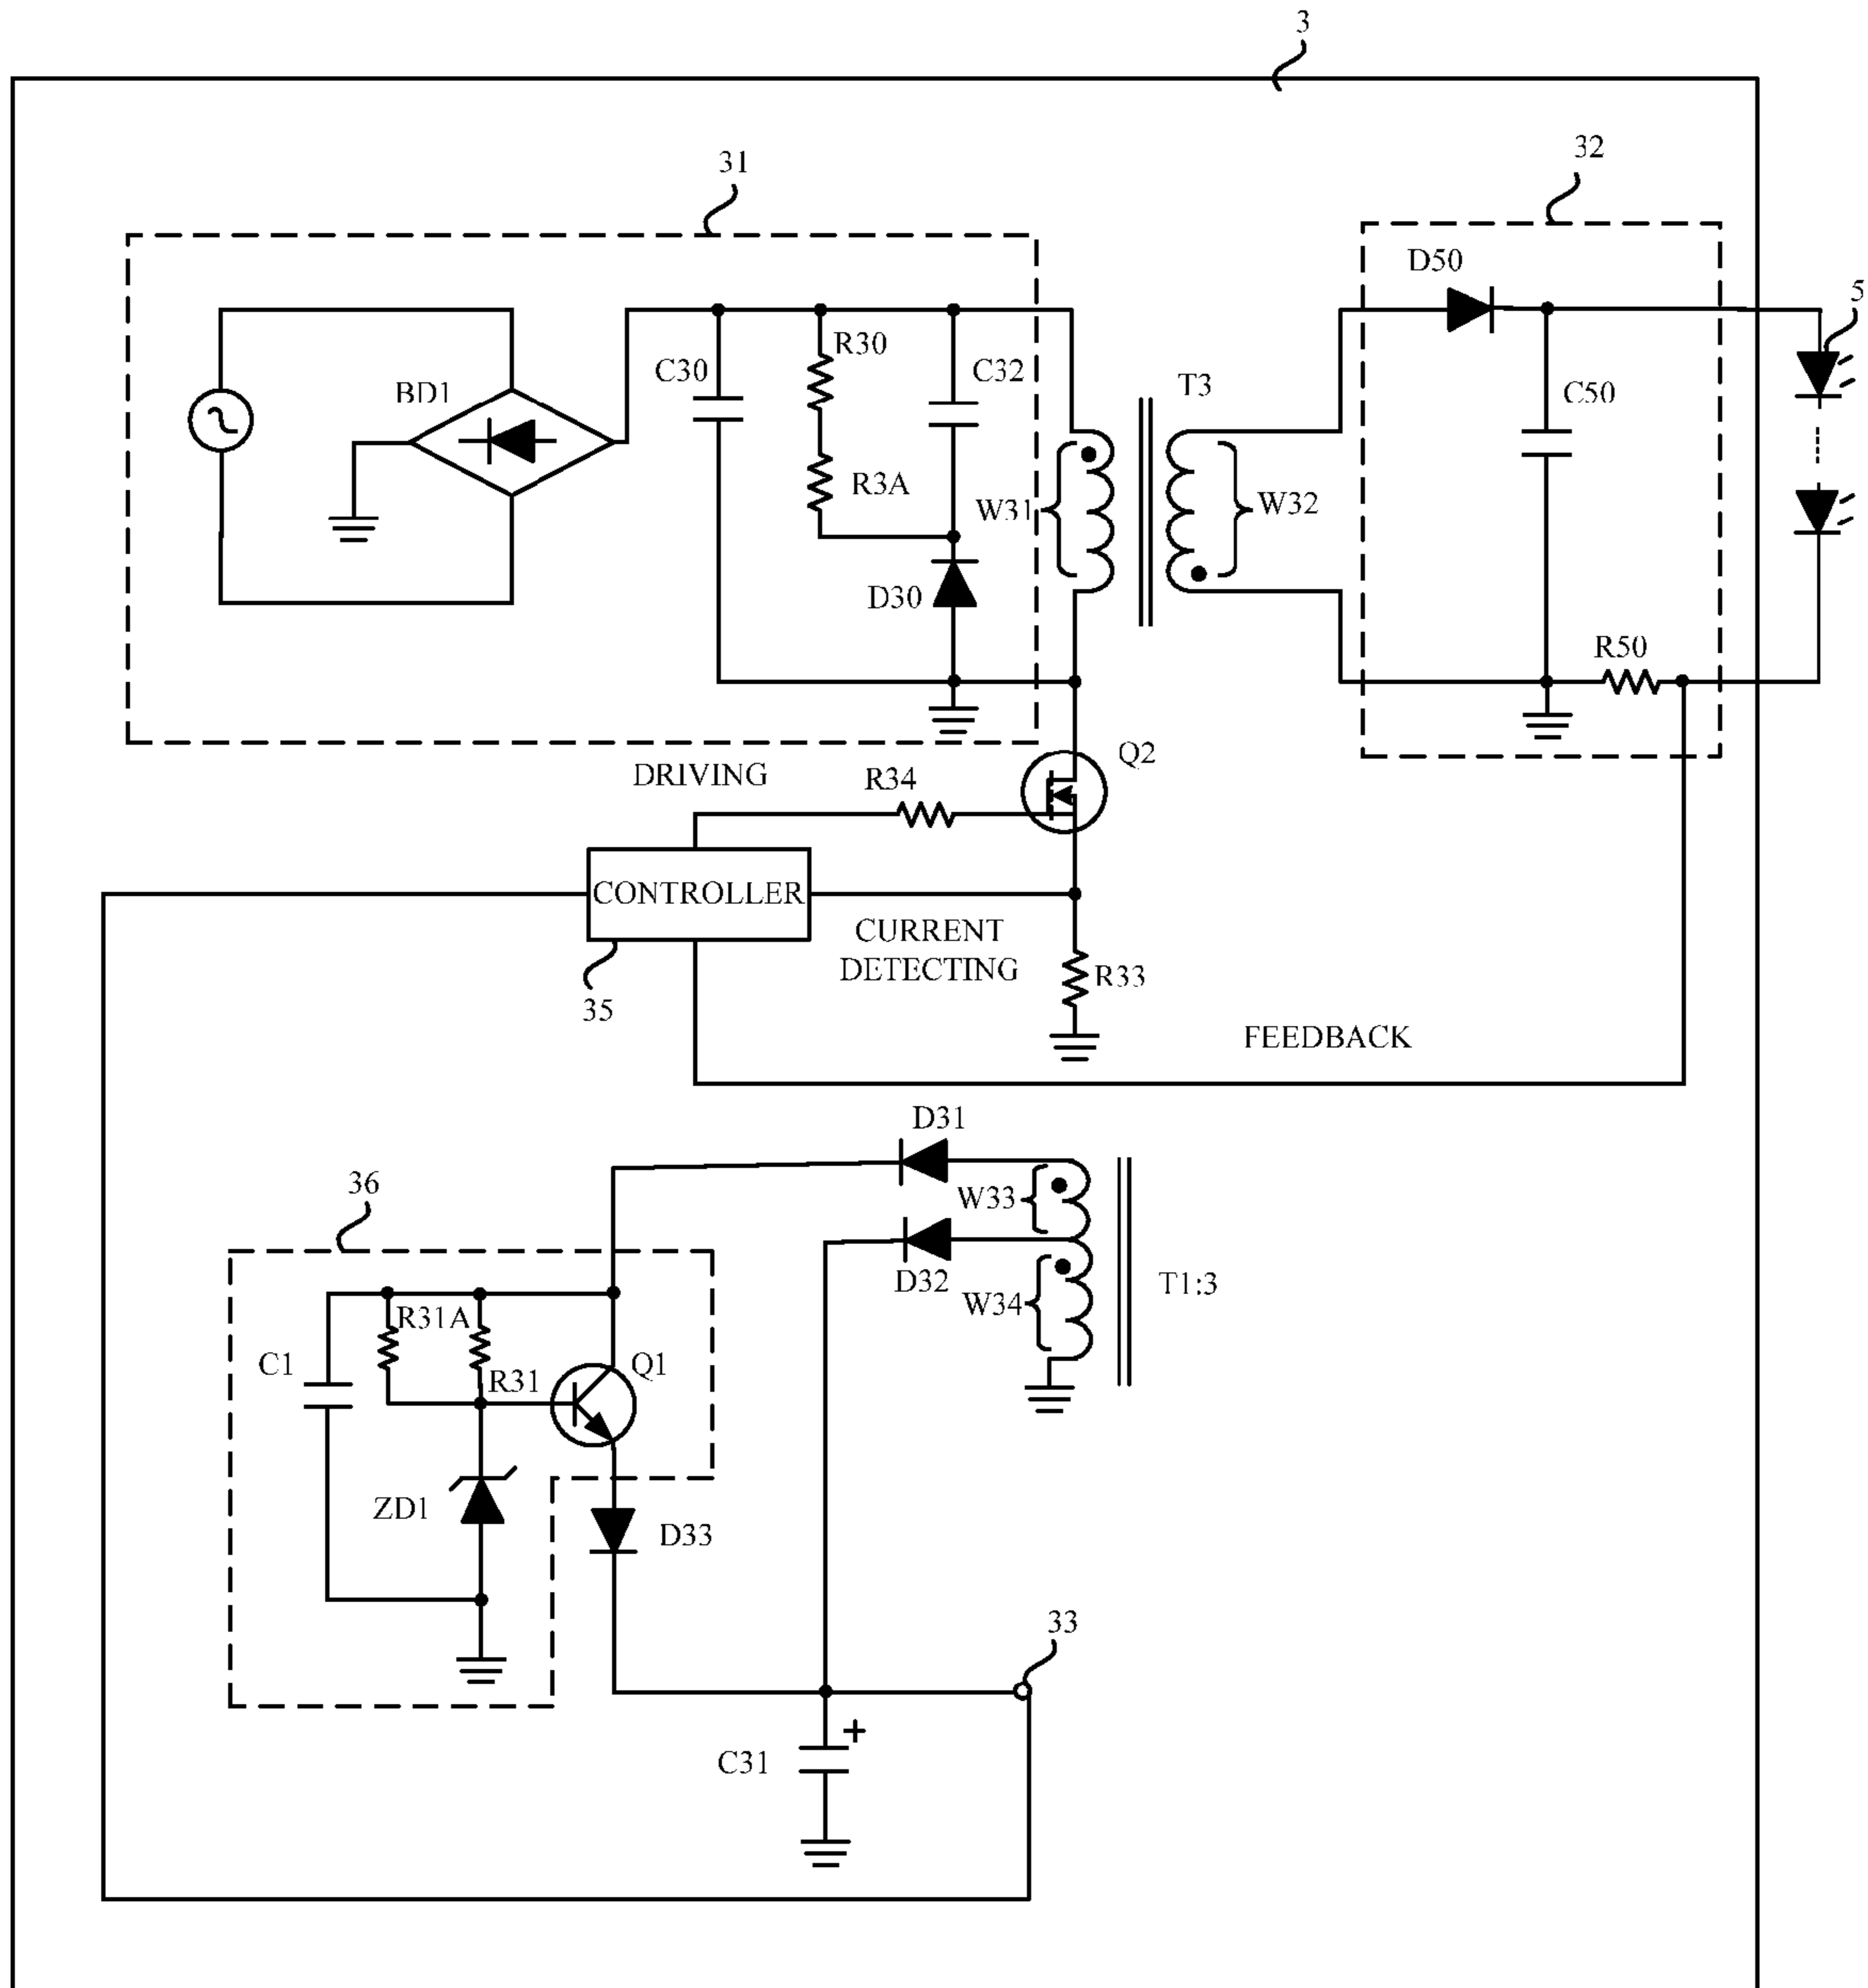 3
31
32
D50
5
R30
C30
C32
BD1
T3
C50
R3A
W31
W32
D30
R50
Q2
DRIVING
R34
CONTROLLER
CURRENT
DETECTING
R33
35
FEEDBACK
D31
36
W33
D32
T1:3
W34
R31A
C1
R31
Q1
ZD1
D33
33
+
C31